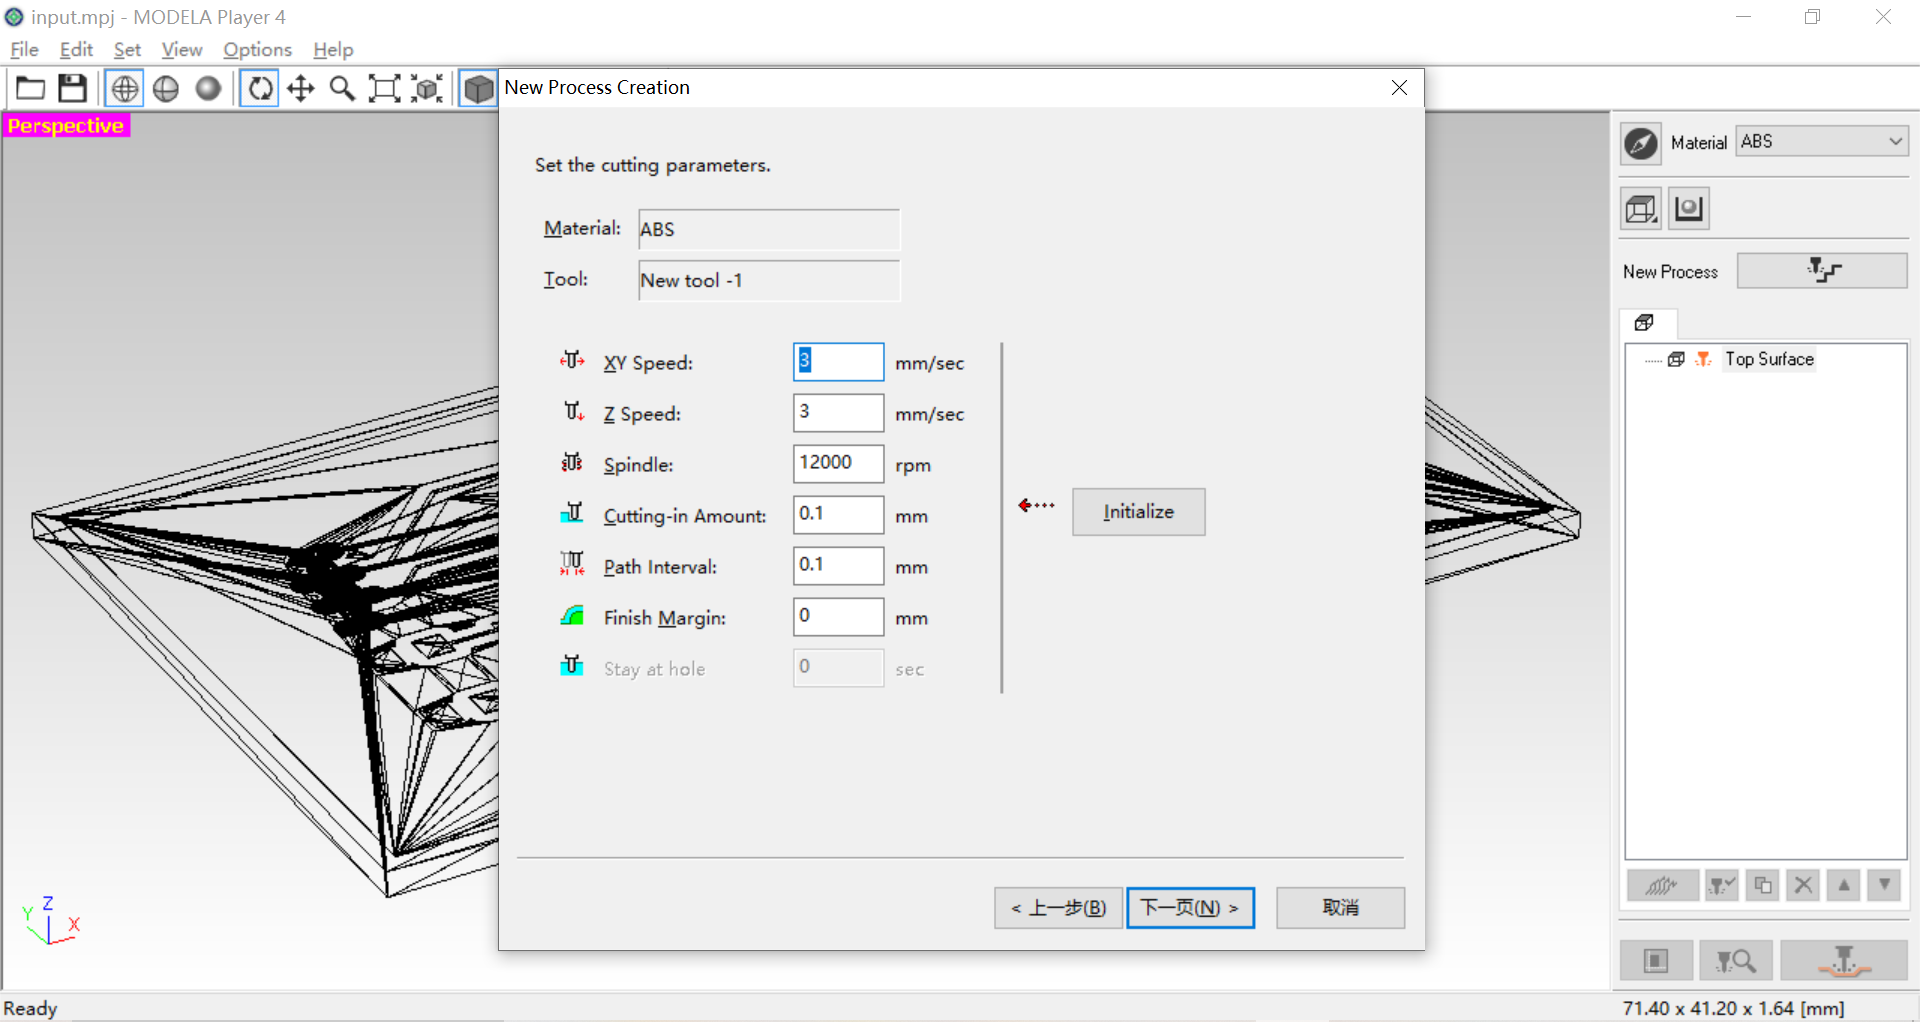 input.mpj - MODELA Player 4
File Edit Set View Options Help
Perspective
New Process Creation
Set the cutting parameters.
Material: ABS
Tool: New tool -1
XY Speed: 3 mm/sec
Z Speed: 3 mm/sec
Spindle: 12000 rpm
Cutting-in Amount: 0.1 mm
Path Interval: 0.1 mm
Finish Margin: 0 mm
Stay at hole 0 sec
Initialize
< 上一步(B) 下一页(N) > 取消
Material ABS
New Process
Top Surface
Z
Y
X
Ready 71.40 x 41.20 x 1.64 [mm]